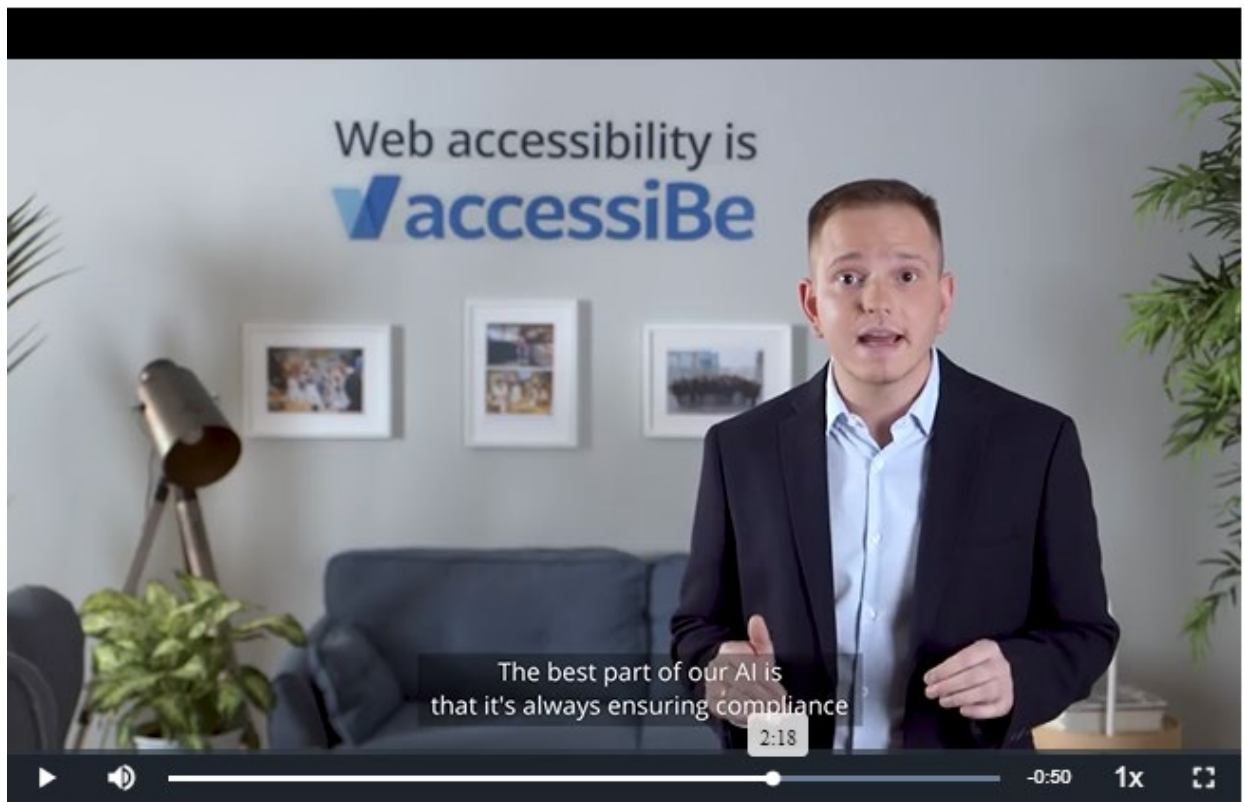 Web accessibility is
accessiBe
The best part of our AI is
that it's always ensuring compliance
2:18
-0:50
1x